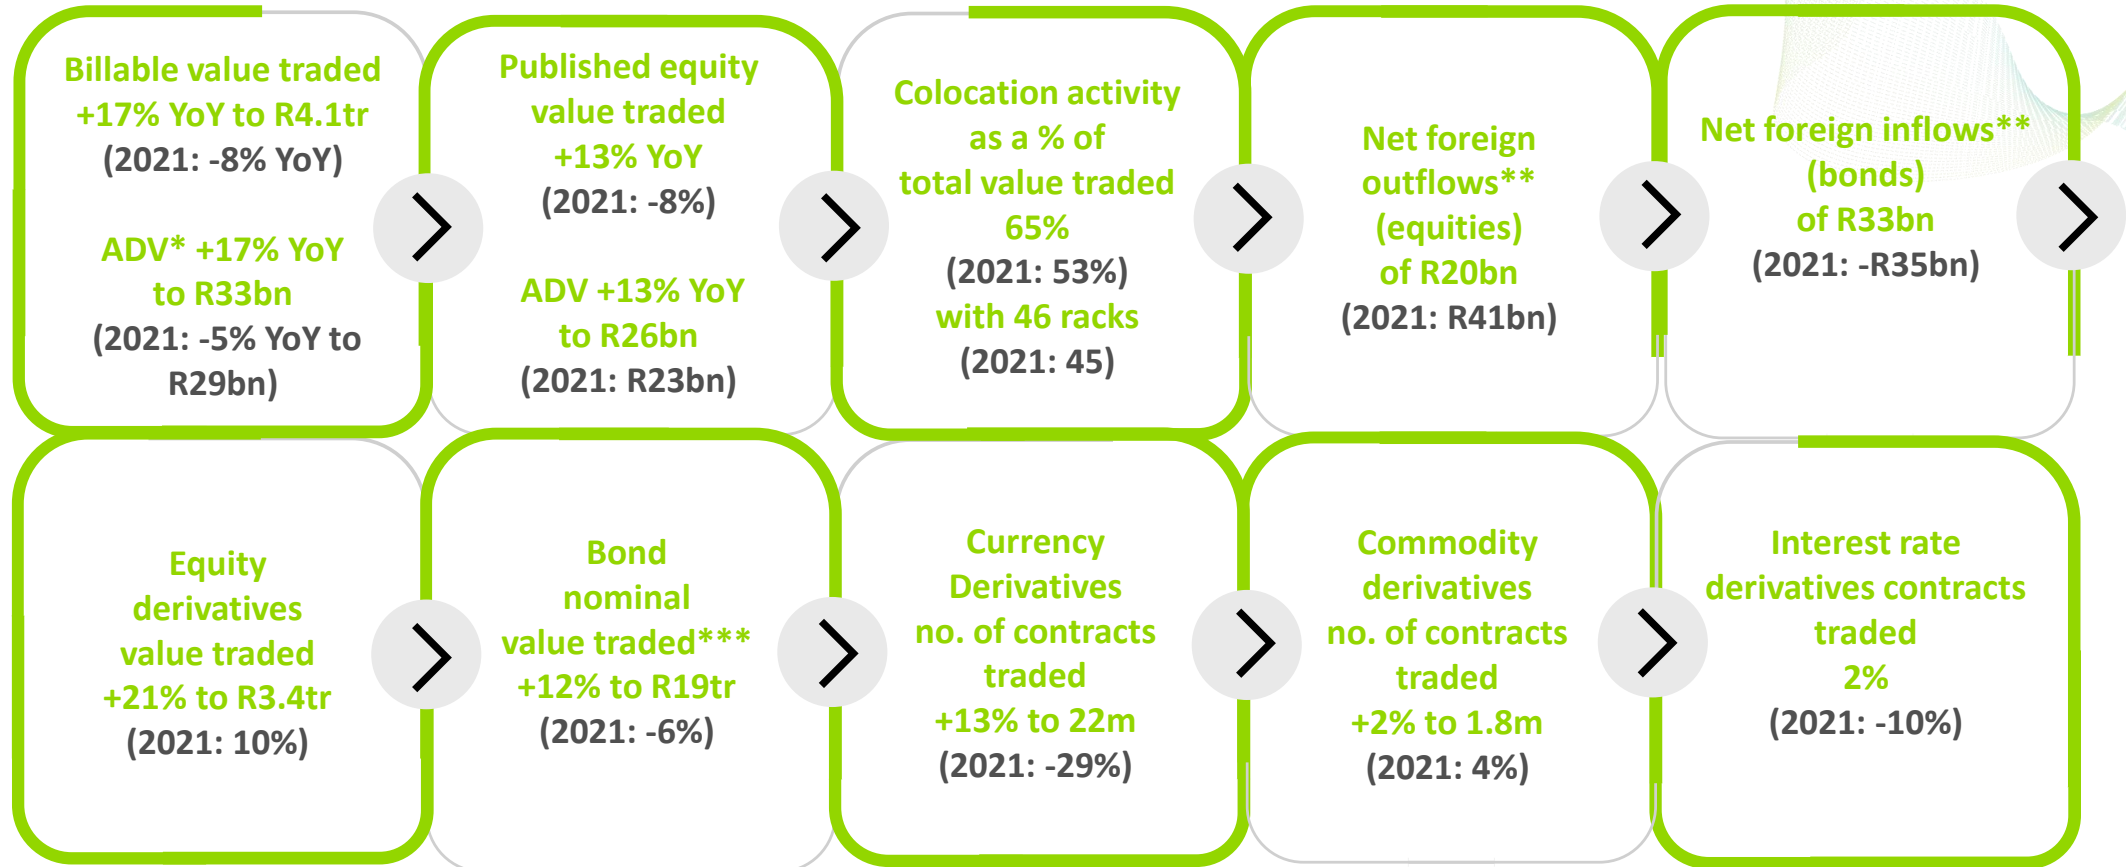 Billable value traded
+17% YoY to R4.1tr
(2021: -8% YoY)
ADV* +17% YoY
to R33bn
(2021: -5% YoY to
R29bn)
Published equity
value traded
+13% YoY
(2021: -8%)
ADV +13% YoY
to R26bn
(2021: R23bn)
Colocation activity
as a % of
total value traded
65%
(2021: 53%)
with 46 racks
(2021: 45)
Net foreign
outflows**
(equities)
of R20bn
(2021: R41bn)
Net foreign inflows**
(bonds)
of R33bn
(2021: -R35bn)
Equity
derivatives
value traded
+21% to R3.4tr
(2021: 10%)
Bond
nominal
value traded***
+12% to R19tr
(2021: -6%)
Currency
Derivatives
no. of contracts
traded
+13% to 22m
(2021: -29%)
Commodity
derivatives
no. of contracts
traded
+2% to 1.8m
(2021: 4%)
Interest rate
derivatives contracts
traded
2%
(2021: -10%)